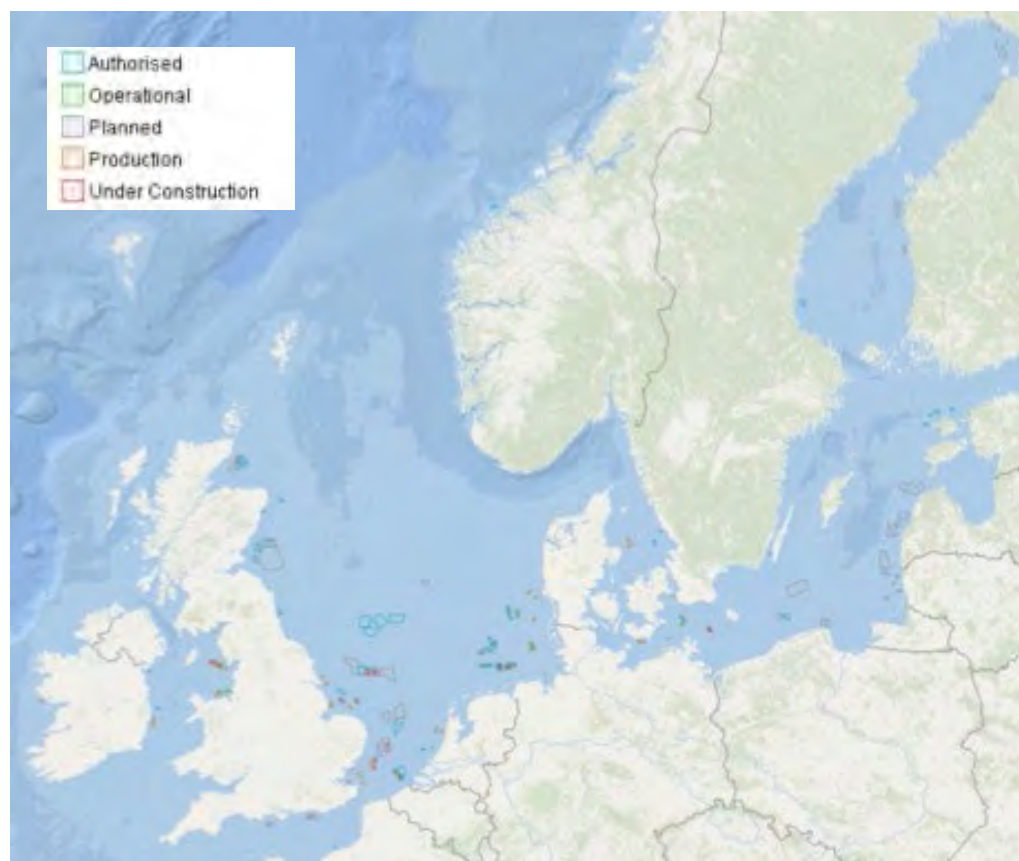 Authorised
Operational
Planned
Production
Under Construction